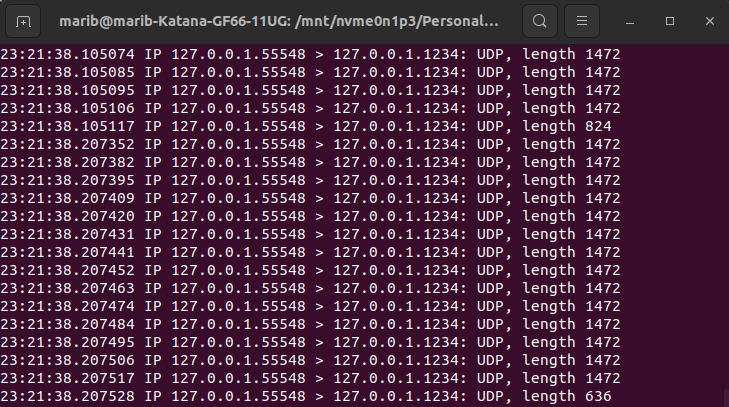 marib@marib-Katana-GF66-11UG: /mnt/nvme0n1p3/Personal...
23:21:38.105074 IP 127.0.0.1.55548 > 127.0.0.1.1234: UDP, length 1472
23:21:38.105085 IP 127.0.0.1.55548 > 127.0.0.1.1234: UDP, length 1472
23:21:38.105095 IP 127.0.0.1.55548 > 127.0.0.1.1234: UDP, length 1472
23:21:38.105106 IP 127.0.0.1.55548 > 127.0.0.1.1234: UDP, length 1472
23:21:38.105117 IP 127.0.0.1.55548 > 127.0.0.1.1234: UDP, length 824
23:21:38.207352 IP 127.0.0.1.55548 > 127.0.0.1.1234: UDP, length 1472
23:21:38.207382 IP 127.0.0.1.55548 > 127.0.0.1.1234: UDP, length 1472
23:21:38.207395 IP 127.0.0.1.55548 > 127.0.0.1.1234: UDP, length 1472
23:21:38.207409 IP 127.0.0.1.55548 > 127.0.0.1.1234: UDP, length 1472
23:21:38.207420 IP 127.0.0.1.55548 > 127.0.0.1.1234: UDP, length 1472
23:21:38.207431 IP 127.0.0.1.55548 > 127.0.0.1.1234: UDP, length 1472
23:21:38.207441 IP 127.0.0.1.55548 > 127.0.0.1.1234: UDP, length 1472
23:21:38.207452 IP 127.0.0.1.55548 > 127.0.0.1.1234: UDP, length 1472
23:21:38.207463 IP 127.0.0.1.55548 > 127.0.0.1.1234: UDP, length 1472
23:21:38.207474 IP 127.0.0.1.55548 > 127.0.0.1.1234: UDP, length 1472
23:21:38.207484 IP 127.0.0.1.55548 > 127.0.0.1.1234: UDP, length 1472
23:21:38.207495 IP 127.0.0.1.55548 > 127.0.0.1.1234: UDP, length 1472
23:21:38.207506 IP 127.0.0.1.55548 > 127.0.0.1.1234: UDP, length 1472
23:21:38.207517 IP 127.0.0.1.55548 > 127.0.0.1.1234: UDP, length 1472
23:21:38.207528 IP 127.0.0.1.55548 > 127.0.0.1.1234: UDP, length 636